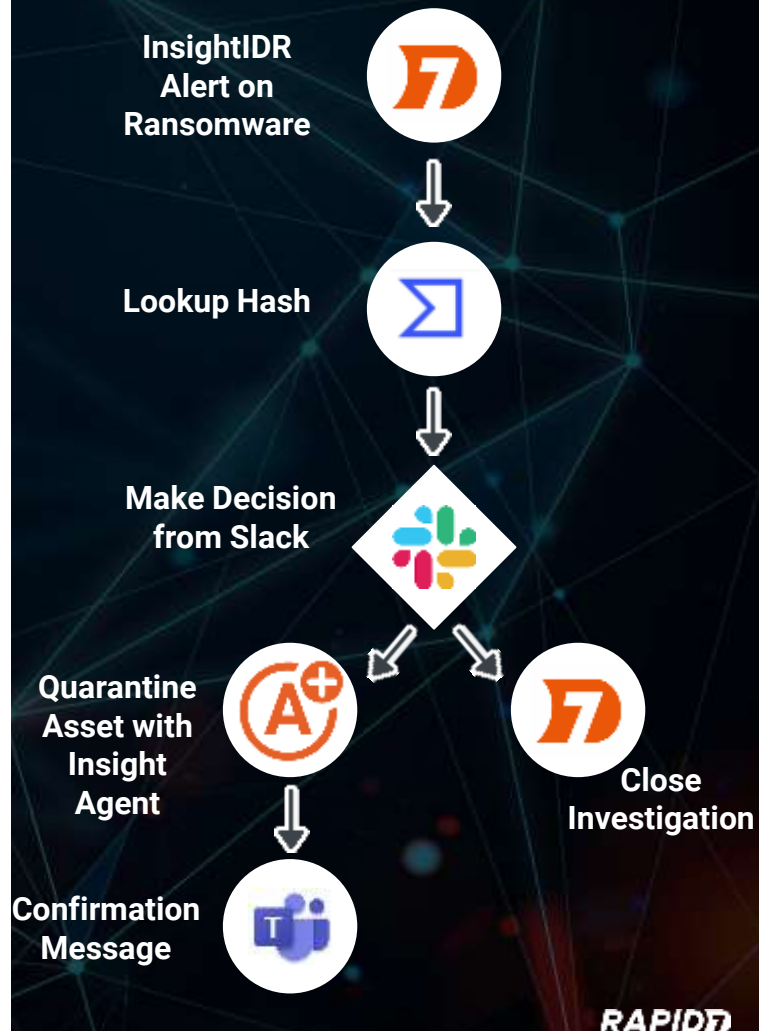 InsightIDR
Alert on
Ransomware
Lookup Hash
Make Decision
from Slack
Quarantine
Asset with
Insight
Agent
Close
Investigation
Confirmation
Message
T
RAPID7